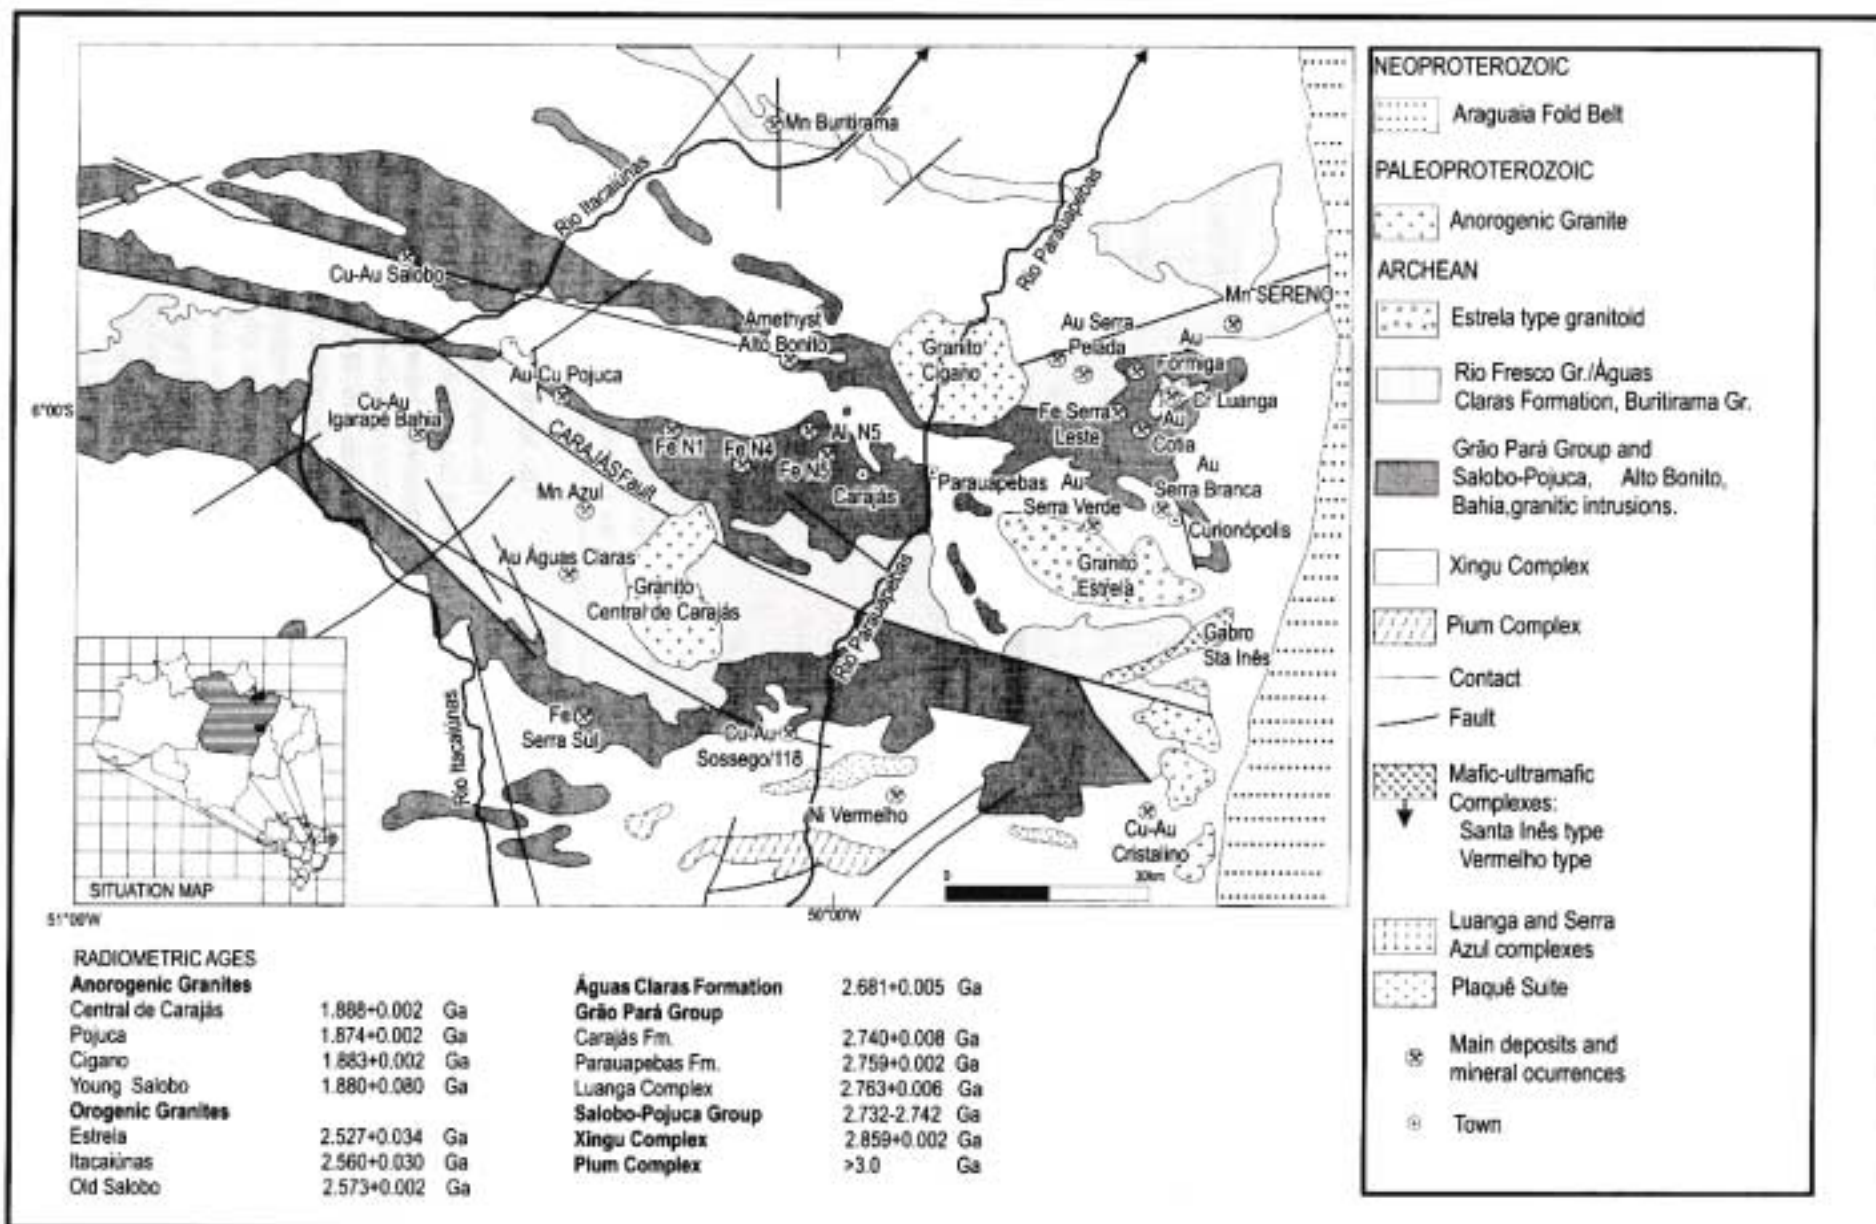 Mn Buritirama
Rio Itacaiúnas
Rio Parauapebas
Cu-Au Salobo
Mn SERENO
Amethyst
Alto Bonito
Granito
Cigano
Au Serra
Pelada
Au
Formiga
Au-Cu Pojuca
Cr Luanga
6°00'S
Cu-Au
Igarapé Bahia
CARAJÁS Fault
Fe N1
Fe N4
Fe N5
Al N5
Carajás
Fe Serra
Leste
Au
Cotia
Parauapebas
Au
Serra Verde
Au
Serra Branca
Curionópolis
Mn Azul
Au Águas Claras
Granito
Central de Carajás
Granito
Estrela
Rio Parauapebas
Gabro
Sta Inês
Rio Itacaiúnas
Fe
Serra Sul
Cu-Au
Sossego/118
Ni Vermelho
Cu-Au
Cristalino
0 30km
SITUATION MAP
51°00'W
50°00'W
NEOPROTEROZOIC
Araguaia Fold Belt
PALEOPROTEROZOIC
Anorogenic Granite
ARCHEAN
Estrela type granitoid
Rio Fresco Gr./Águas
Claras Formation, Buritirama Gr.
Grão Pará Group and
Salobo-Pojuca, Alto Bonito,
Bahia,granitic intrusions.
Xingu Complex
Pium Complex
Contact
Fault
Mafic-ultramafic
Complexes:
Santa Inês type
Vermelho type
Luanga and Serra
Azul complexes
Plaquê Suite
Main deposits and
mineral ocurrences
Town
RADIOMETRIC AGES
Anorogenic Granites
Central de Carajás 1.888+0.002 Ga
Pojuca 1.874+0.002 Ga
Cigano 1.883+0.002 Ga
Young Salobo 1.880+0.080 Ga
Orogenic Granites
Estrela 2.527+0.034 Ga
Itacaiúnas 2.560+0.030 Ga
Old Salobo 2.573+0.002 Ga
Águas Claras Formation 2.681+0.005 Ga
Grão Pará Group
Carajás Fm. 2.740+0.008 Ga
Parauapebas Fm. 2.759+0.002 Ga
Luanga Complex 2.763+0.006 Ga
Salobo-Pojuca Group 2.732-2.742 Ga
Xingu Complex 2.859+0.002 Ga
Pium Complex >3.0 Ga